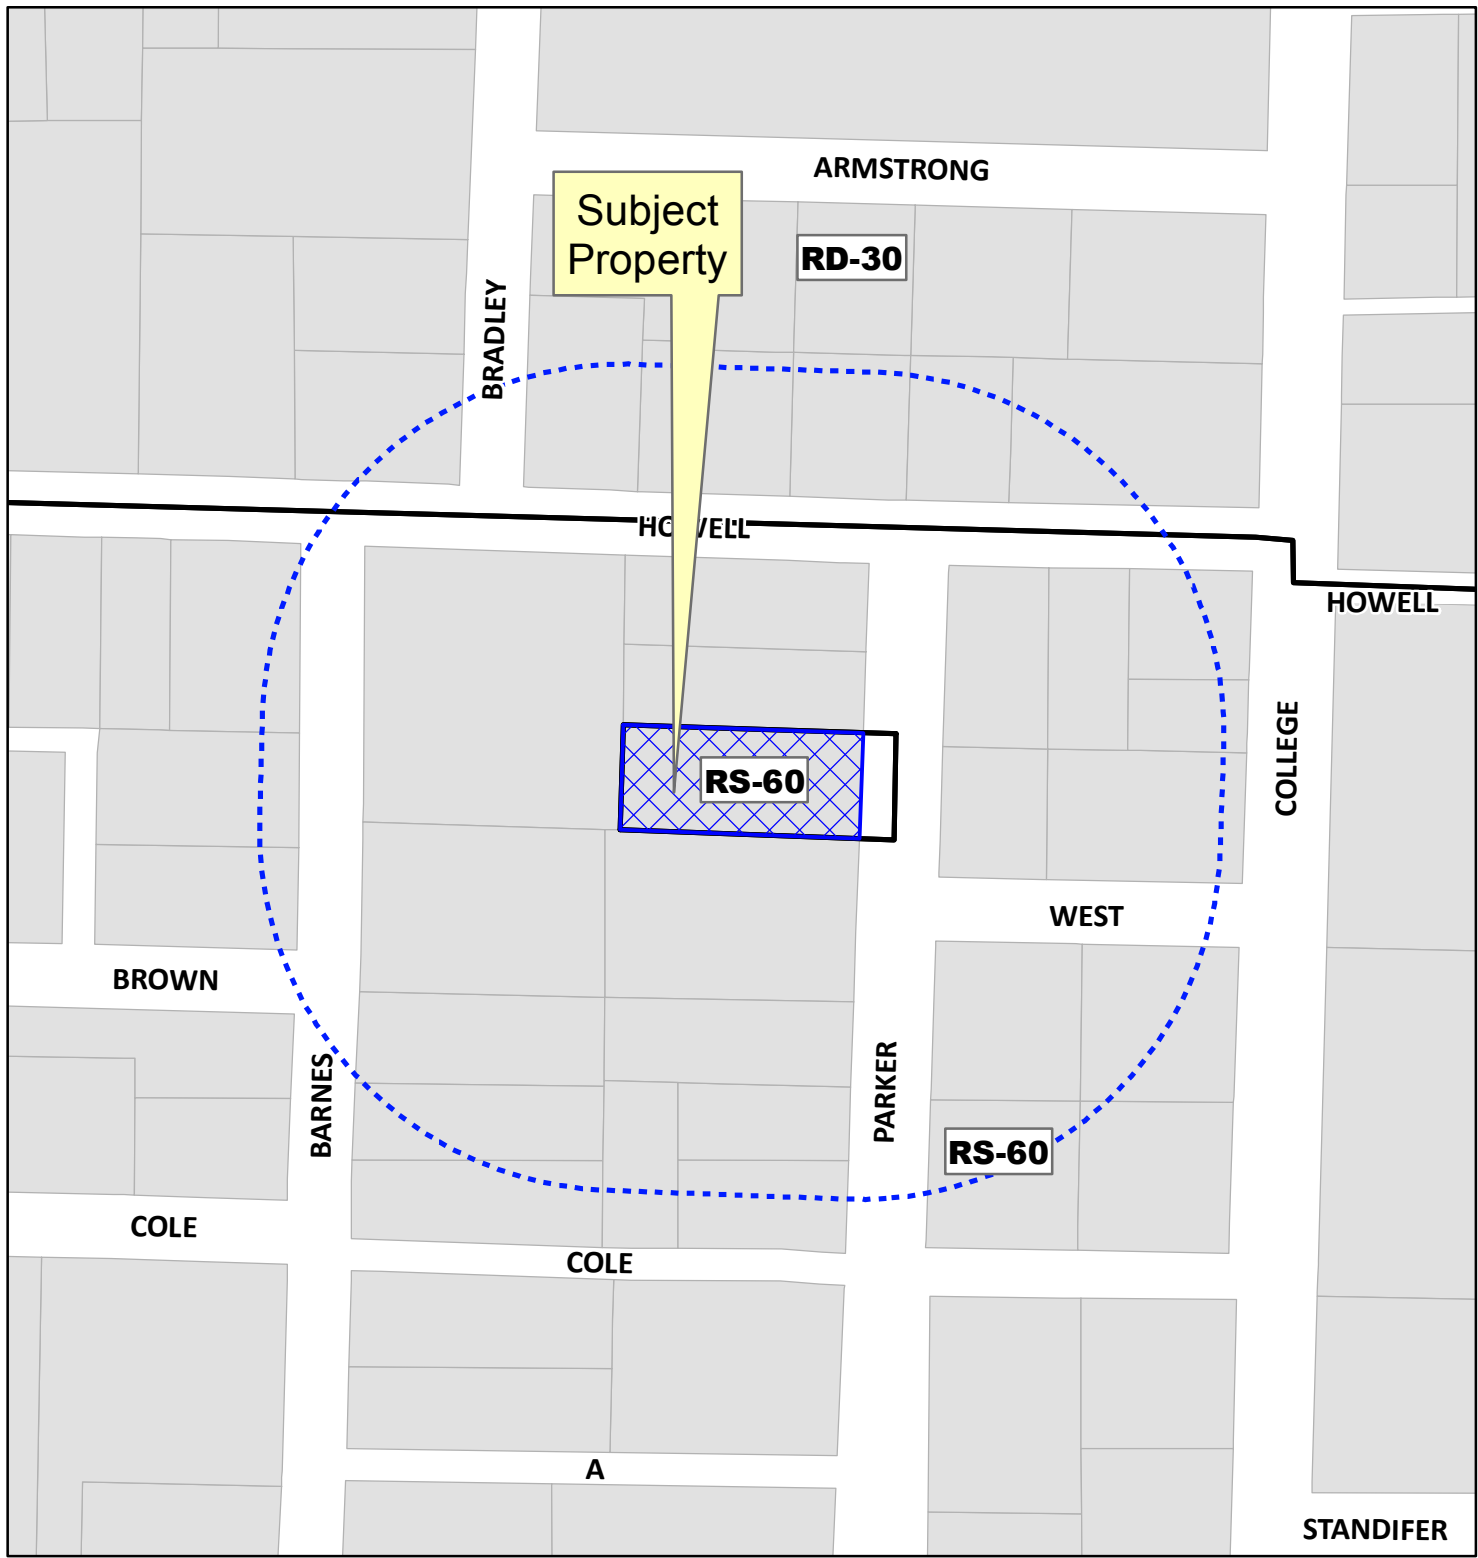 ARMSTRONG
Subject
Property
RD-30
BRADLEY
HOWELL
HOWELL
RS-60
COLLEGE
WEST
BROWN
BARNES
PARKER
RS-60
COLE
COLE
A
STANDIFER